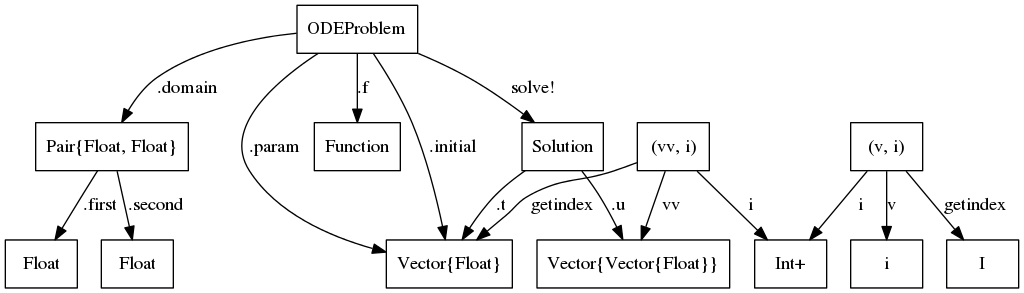 ODEProblem
.domain
.f
solve!
Pair{Float, Float}
.param
Function
.initial
Solution
(vv, i)
(v, i)
.first
.second
.t
getindex
.u
vv
i
i
v
getindex
Float
Float
Vector{Float}
Vector{Vector{Float}}
Int+
i
I